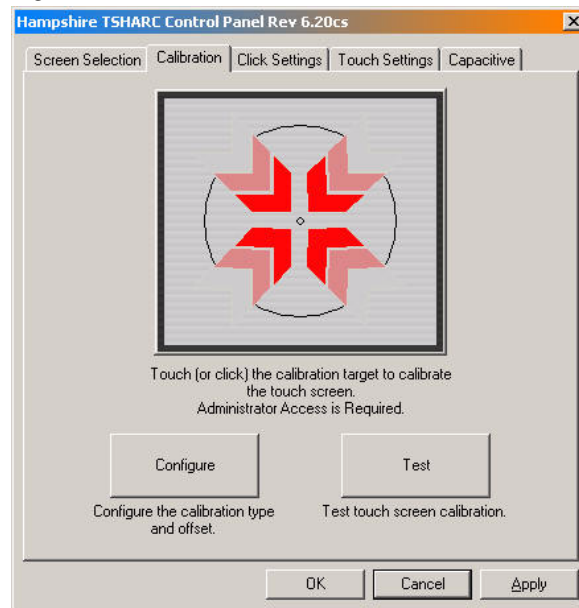 Hampshire TSHARC Control Panel Rev 6.20cs
Screen Selection
Calibration
Click Settings
Touch Settings
Capacitive
Touch (or click) the calibration target to calibrate
the touch screen.
Administrator Access is Required.
Configure
Test
Configure the calibration type
and offset.
Test touch screen calibration.
OK
Cancel
Apply